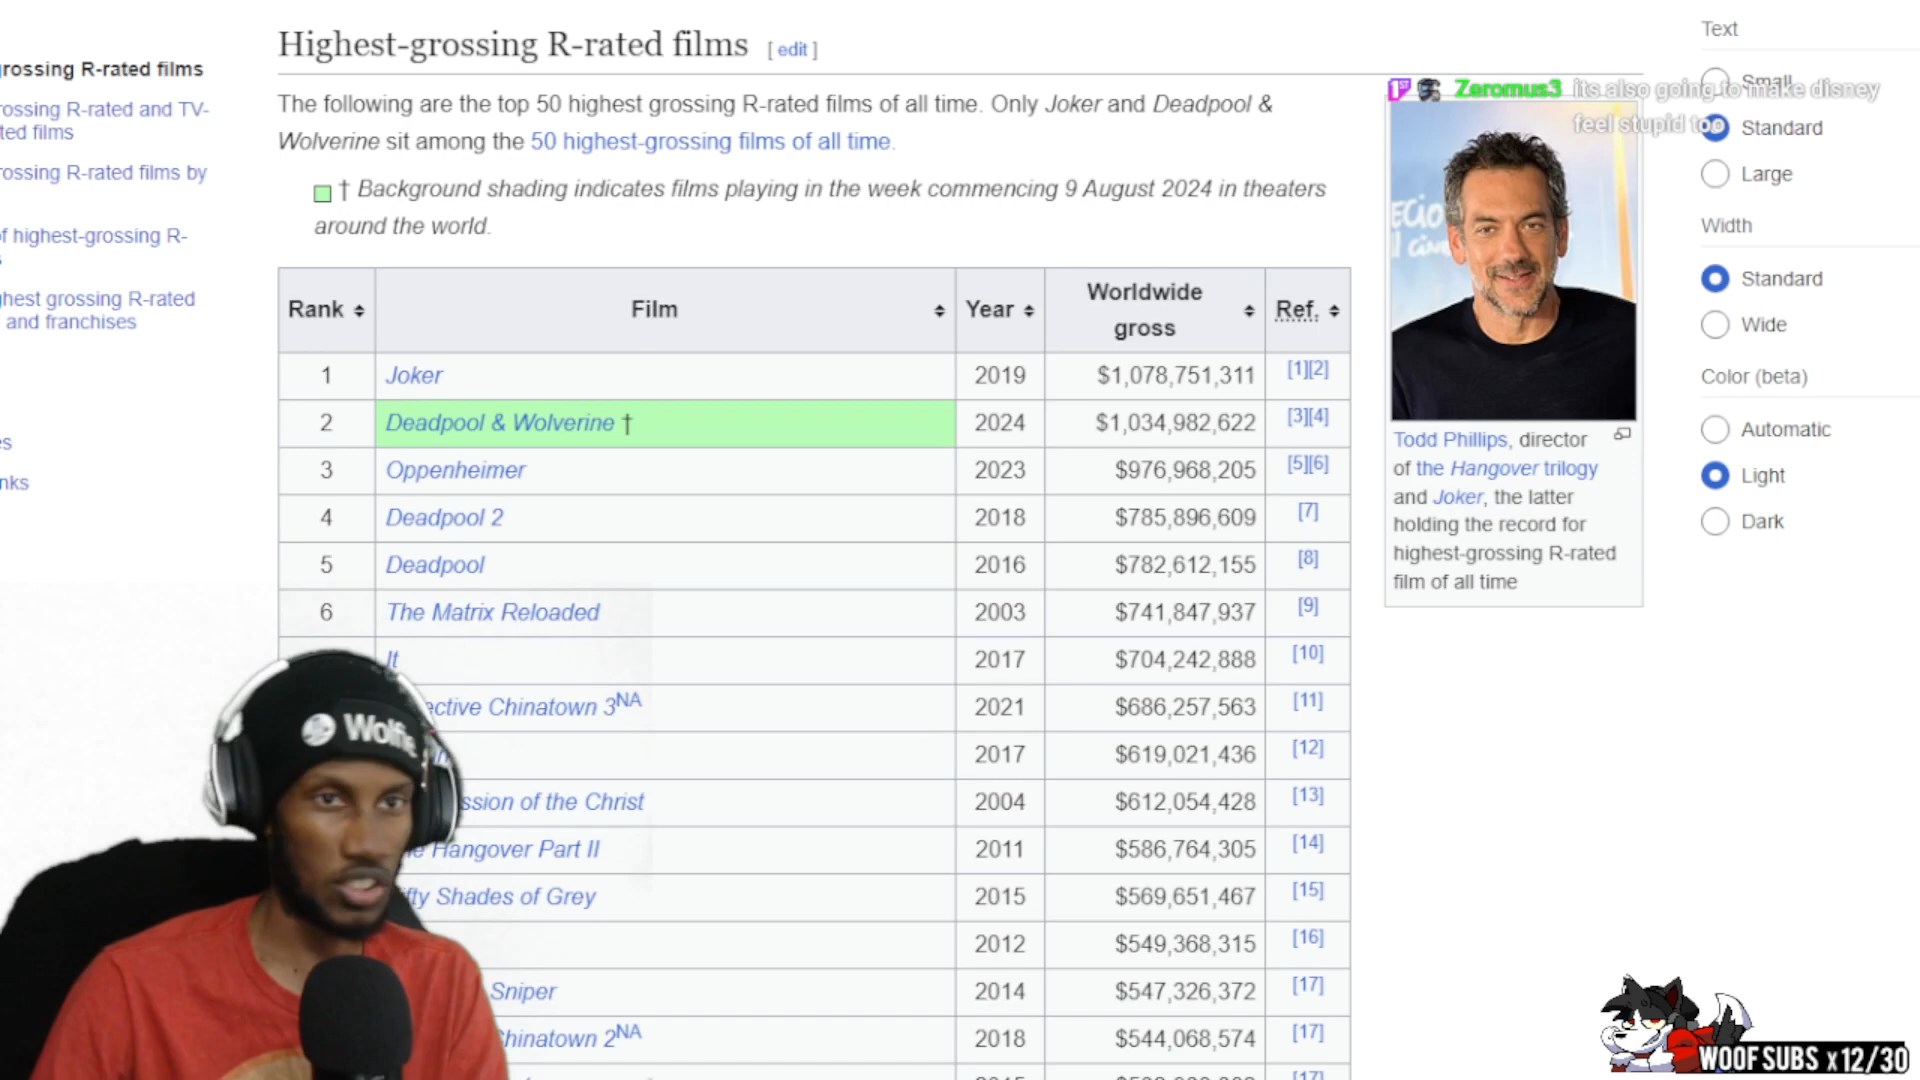 Highest-grossing R-rated films [ edit ]
rossing R-rated films
rossing R-rated and TV-
ted films
rossing R-rated films by
f highest-grossing R-
s
hest grossing R-rated
and franchises
es
nks
The following are the top 50 highest grossing R-rated films of all time. Only Joker and Deadpool &
Wolverine sit among the 50 highest-grossing films of all time.
† Background shading indicates films playing in the week commencing 9 August 2024 in theaters
around the world.
Rank Film Year Worldwide gross Ref.
1 Joker 2019 $1,078,751,311 [1][2]
2 Deadpool & Wolverine † 2024 $1,034,982,622 [3][4]
3 Oppenheimer 2023 $976,968,205 [5][6]
4 Deadpool 2 2018 $785,896,609 [7]
5 Deadpool 2016 $782,612,155 [8]
6 The Matrix Reloaded 2003 $741,847,937 [9]
It 2017 $704,242,888 [10]
ective Chinatown 3NA 2021 $686,257,563 [11]
2017 $619,021,436 [12]
ssion of the Christ 2004 $612,054,428 [13]
e Hangover Part II 2011 $586,764,305 [14]
fty Shades of Grey 2015 $569,651,467 [15]
2012 $549,368,315 [16]
Sniper 2014 $547,326,372 [17]
hinatown 2NA 2018 $544,068,574 [17]
Zeromus3 its also going to make disney
feel stupid too
Todd Phillips, director
of the Hangover trilogy
and Joker, the latter
holding the record for
highest-grossing R-rated
film of all time
Text
Small
Standard
Large
Width
Standard
Wide
Color (beta)
Automatic
Light
Dark
Wolfie
WOOF SUBS x12/30